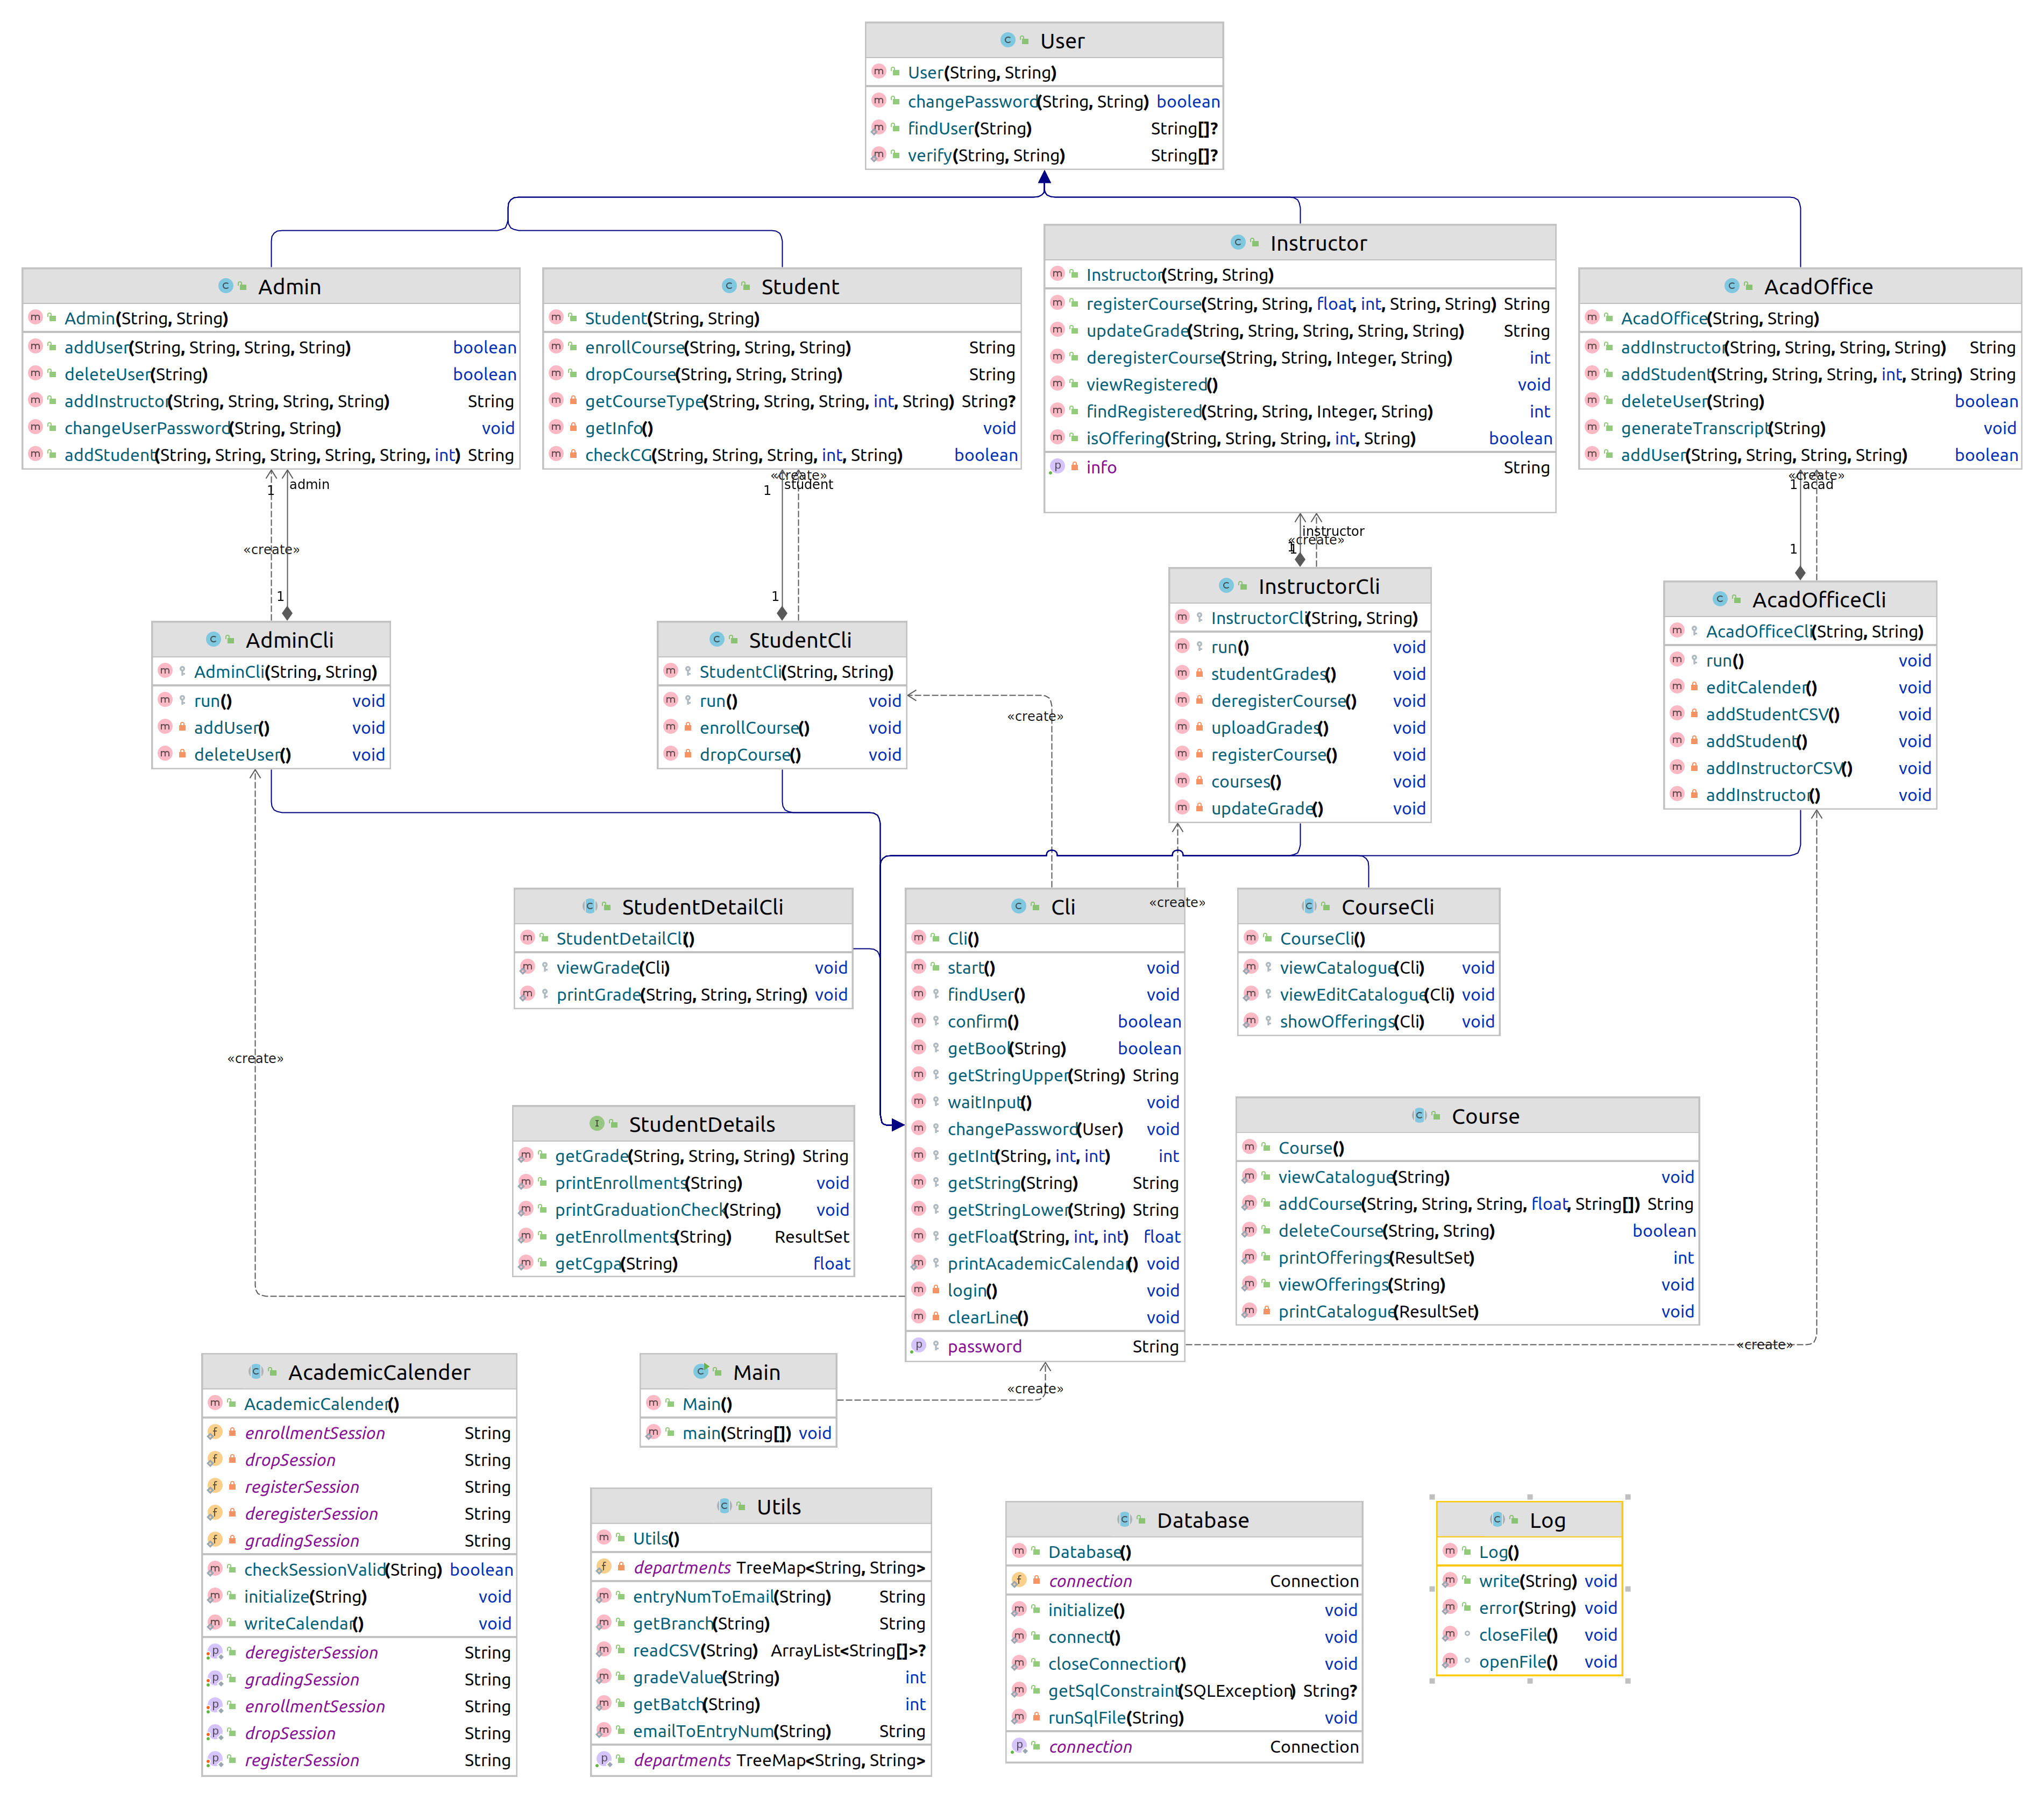 User
User(String, String)
changePassword(String, String) boolean
findUser(String) String[]?
verify(String, String) String[]?
Admin
Admin(String, String)
addUser(String, String, String, String) boolean
deleteUser(String) boolean
addInstructor(String, String, String, String) String
changeUserPassword(String, String) void
addStudent(String, String, String, String, String, int) String
Student
Student(String, String)
enrollCourse(String, String, String) String
dropCourse(String, String, String) String
getCourseType(String, String, String, int, String) String?
getInfo() void
checkCG(String, String, String, int, String) boolean
Instructor
Instructor(String, String)
registerCourse(String, String, float, int, String, String) String
updateGrade(String, String, String, String, String, String) String
deregisterCourse(String, String, Integer, String) int
viewRegistered() void
findRegistered(String, String, Integer, String) int
isOffering(String, String, String, int, String) boolean
info String
AcadOffice
AcadOffice(String, String)
addInstructor(String, String, String, String) String
addStudent(String, String, String, int, String) String
deleteUser(String) boolean
generateTranscript(String) void
addUser(String, String, String, String) boolean
1
admin
«create»
1
«create»
1
student
1
instructor
«create»
1
1
«create»
1
acad
1
AdminCli
AdminCli(String, String)
run() void
addUser() void
deleteUser() void
StudentCli
StudentCli(String, String)
run() void
enrollCourse() void
dropCourse() void
InstructorCli
InstructorCli(String, String)
run() void
studentGrades() void
deregisterCourse() void
uploadGrades() void
registerCourse() void
courses() void
updateGrade() void
AcadOfficeCli
AcadOfficeCli(String, String)
run() void
editCalender() void
addStudentCSV() void
addStudent() void
addInstructorCSV() void
addInstructor() void
«create»
«create»
StudentDetailCli
StudentDetailCli()
viewGrade(Cli) void
printGrade(String, String, String) void
Cli
Cli()
start() void
findUser() void
confirm() boolean
getBool(String) boolean
getStringUpper(String) String
waitInput() void
changePassword(User) void
getInt(String, int, int) int
getString(String) String
getStringLower(String) String
getFloat(String, int, int) float
printAcademicCalendar() void
login() void
clearLine() void
password String
CourseCli
CourseCli()
viewCatalogue(Cli) void
viewEditCatalogue(Cli) void
showOfferings(Cli) void
«create»
StudentDetails
getGrade(String, String, String) String
printEnrollments(String) void
printGraduationCheck(String) void
getEnrollments(String) ResultSet
getCgpa(String) float
Course
Course()
viewCatalogue(String) void
addCourse(String, String, String, float, String[]) String
deleteCourse(String, String) boolean
printOfferings(ResultSet) int
viewOfferings(String) void
printCatalogue(ResultSet) void
«create»
«create»
AcademicCalender
AcademicCalender()
enrollmentSession String
dropSession String
registerSession String
deregisterSession String
gradingSession String
checkSessionValid(String) boolean
initialize(String) void
writeCalendar() void
deregisterSession String
gradingSession String
enrollmentSession String
dropSession String
registerSession String
Main
Main()
main(String[]) void
Utils
Utils()
departments TreeMap<String, String>
entryNumToEmail(String) String
getBranch(String) String
readCSV(String) ArrayList<String[]>?
gradeValue(String) int
getBatch(String) int
emailToEntryNum(String) String
departments TreeMap<String, String>
Database
Database()
connection Connection
initialize() void
connect() void
closeConnection() void
getSqlConstraint(SQLException) String?
runSqlFile(String) void
connection Connection
Log
Log()
write(String) void
error(String) void
closeFile() void
openFile() void